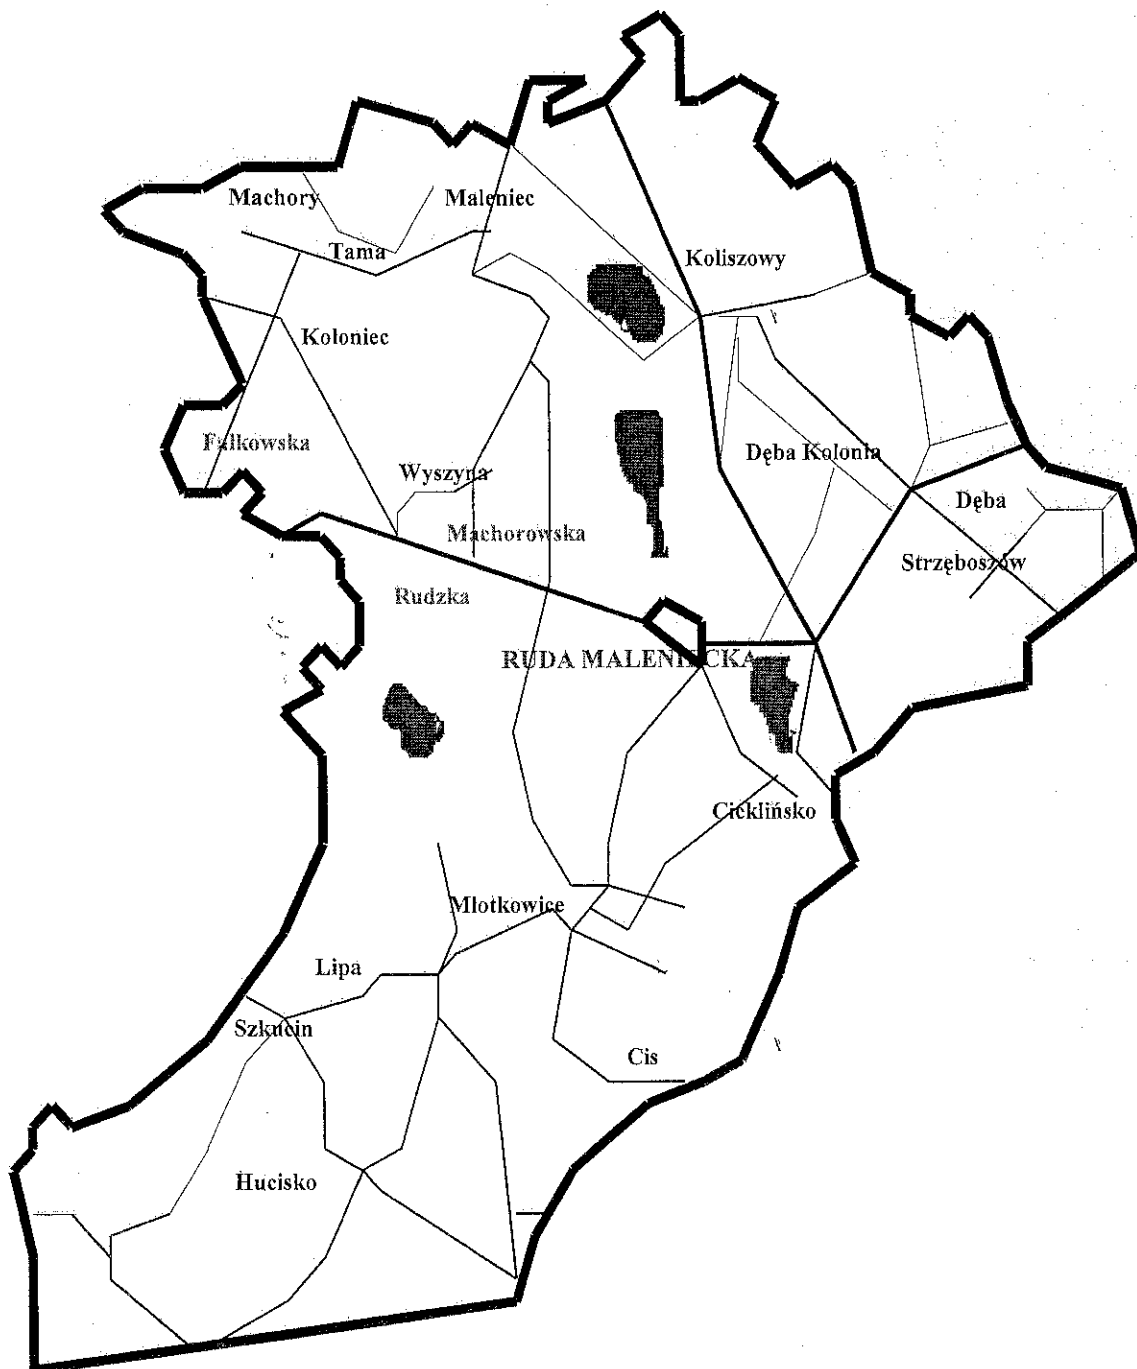 Machory
Maleniec
Tama
Koliszowy
Koloniec
Fałkowska
Dęba Kolonia
Wyszyna
Dęba
Machorowska
Strzęboszów
Rudzka
RUDA MALENIECKA
Cieklińsko
Młotkowice
Lipa
Szkucin
Cis
Hucisko